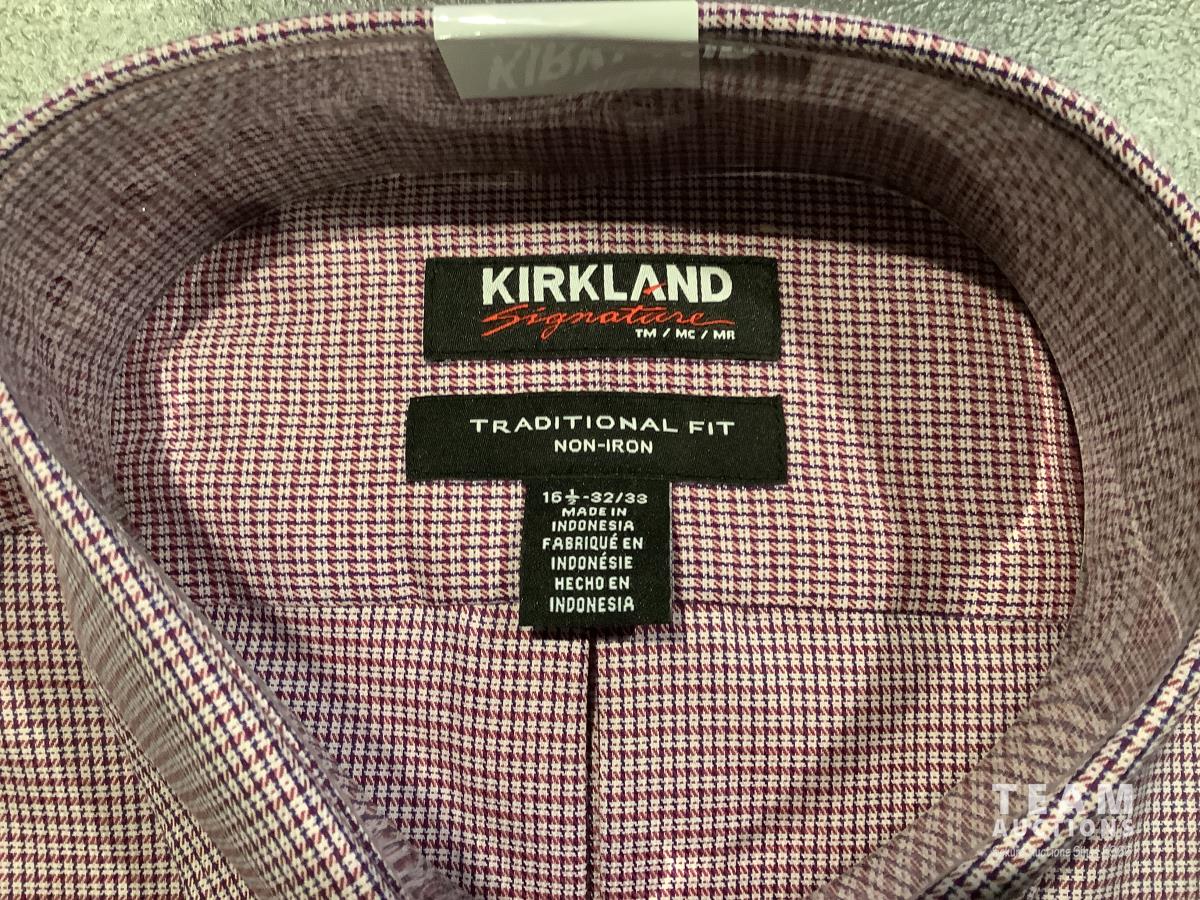 KIRKLAND
Signature
TM / MC / MR
TRADITIONAL FIT
NON-IRON
16½-32/33
MADE IN
INDONESIA
FABRIQUÉ EN
INDONÉSIE
HECHO EN
INDONESIA
TEAM
AUCTIONS